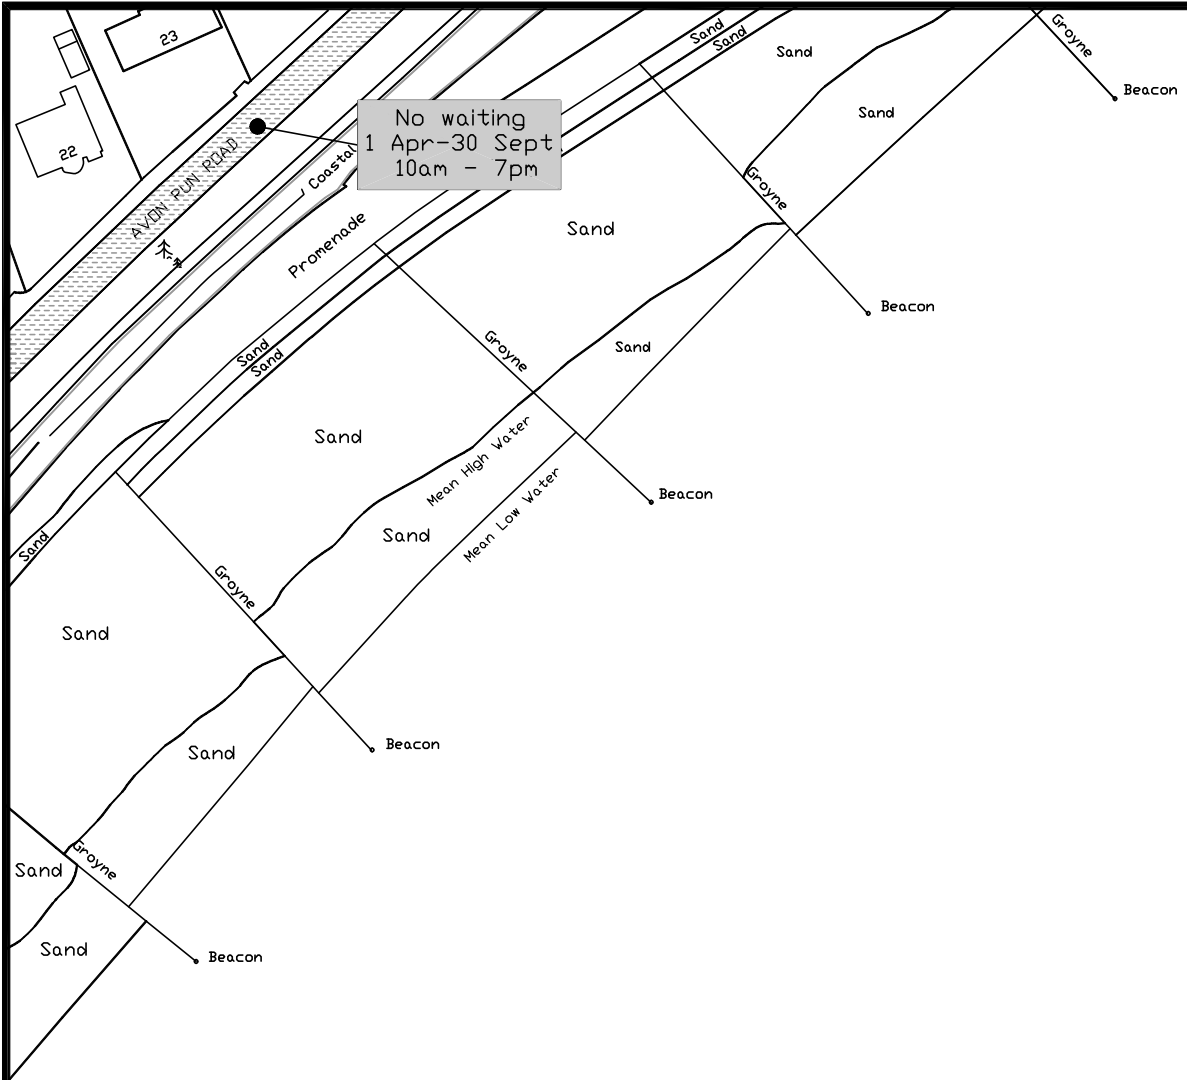 23
22
No waiting
1 Apr-30 Sept
10am - 7pm
AVON RUN ROAD
Coastal
Promenade
Sand
Sand
Sand
Sand
Groyne
Beacon
Groyne
Beacon
Sand
Sand
Groyne
Beacon
Sand
Sand
Sand
Mean High Water
Mean Low Water
Sand
Sand
Groyne
Beacon
Sand
Sand
Sand
Groyne
Sand
Sand
Beacon